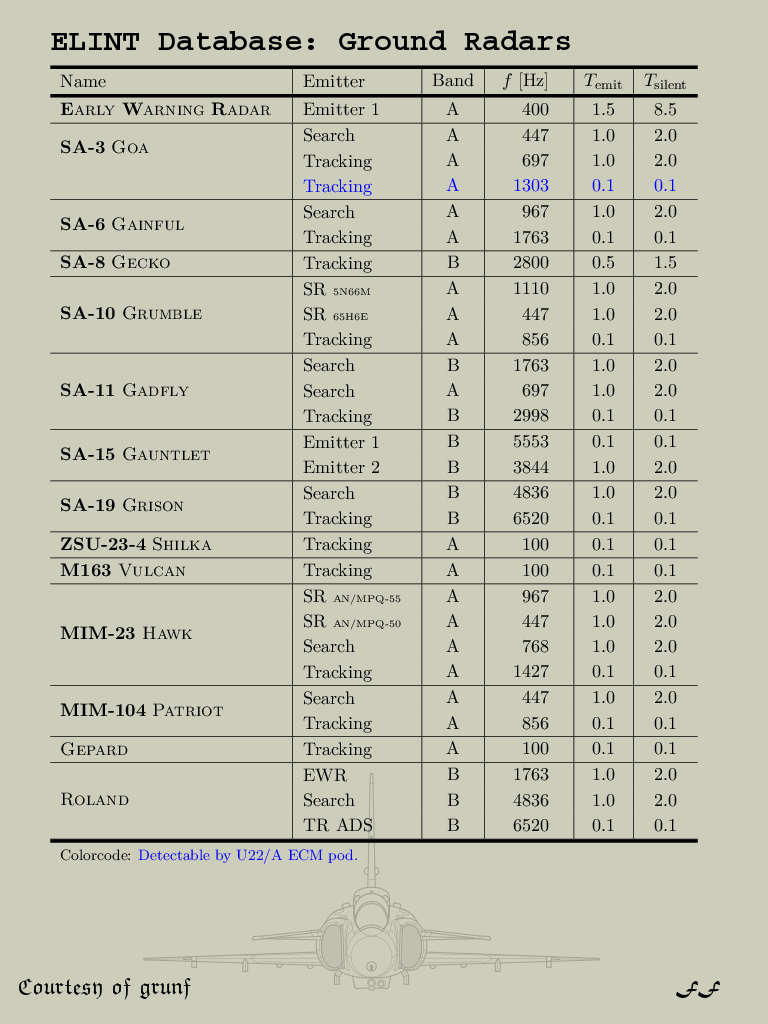 ELINT Database: Ground Radars
Name Emitter Band f [Hz] T_emit T_silent
EARLY WARNING RADAR Emitter 1 A 400 1.5 8.5
SA-3 GOA Search A 447 1.0 2.0
Tracking A 697 1.0 2.0
Tracking A 1303 0.1 0.1
SA-6 GAINFUL Search A 967 1.0 2.0
Tracking A 1763 0.1 0.1
SA-8 GECKO Tracking B 2800 0.5 1.5
SA-10 GRUMBLE SR 5N66M A 1110 1.0 2.0
SR 65H6E A 447 1.0 2.0
Tracking A 856 0.1 0.1
SA-11 GADFLY Search B 1763 1.0 2.0
Search A 697 1.0 2.0
Tracking B 2998 0.1 0.1
SA-15 GAUNTLET Emitter 1 B 5553 0.1 0.1
Emitter 2 B 3844 1.0 2.0
SA-19 GRISON Search B 4836 1.0 2.0
Tracking B 6520 0.1 0.1
ZSU-23-4 SHILKA Tracking A 100 0.1 0.1
M163 VULCAN Tracking A 100 0.1 0.1
MIM-23 HAWK SR AN/MPQ-55 A 967 1.0 2.0
SR AN/MPQ-50 A 447 1.0 2.0
Search A 768 1.0 2.0
Tracking A 1427 0.1 0.1
MIM-104 PATRIOT Search A 447 1.0 2.0
Tracking A 856 0.1 0.1
GEPARD Tracking A 100 0.1 0.1
ROLAND EWR B 1763 1.0 2.0
Search B 4836 1.0 2.0
TR ADS B 6520 0.1 0.1
Colorcode: Detectable by U22/A ECM pod.
Courtesy of grunf FF